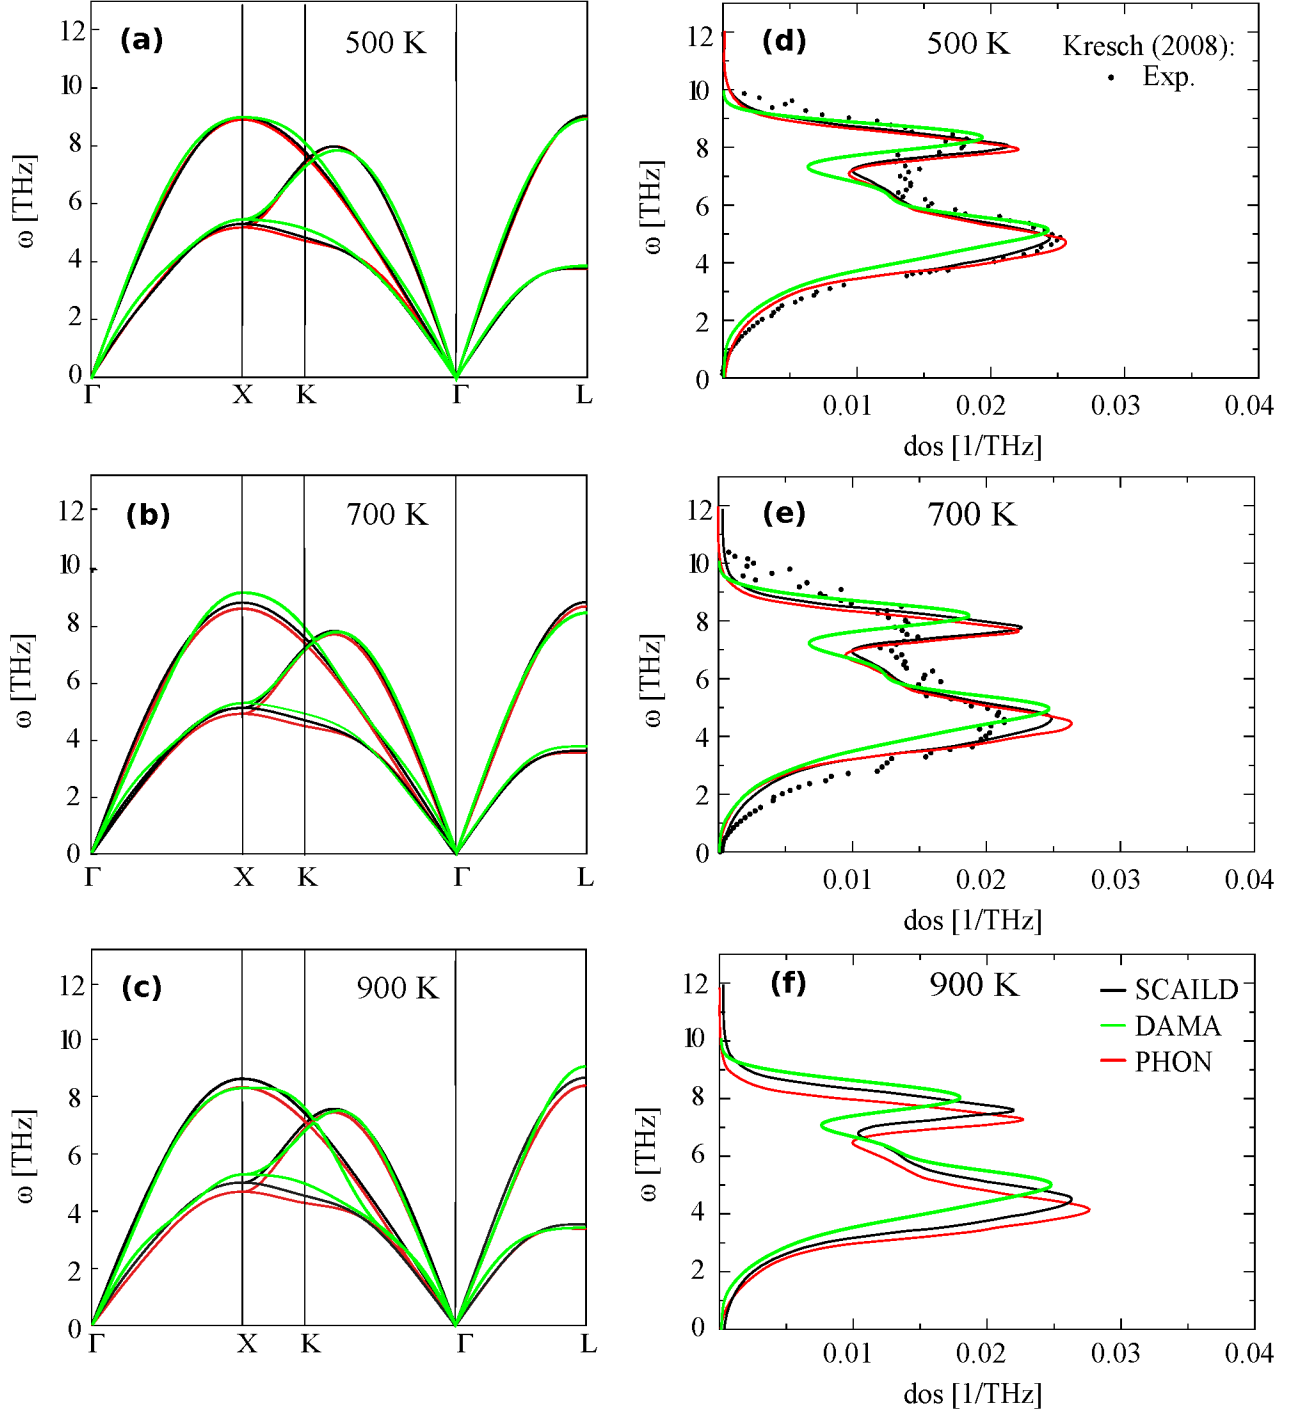 (a) 500 K
12
10
8
6
4
2
0
ω [THz]
Γ X K Γ L
(d) 500 K
Kresch (2008):
Exp.
12
10
8
6
4
2
0
ω [THz]
0.01 0.02 0.03 0.04
dos [1/THz]
(b) 700 K
12
10
8
6
4
2
0
ω [THz]
Γ X K Γ L
(e) 700 K
12
10
8
6
4
2
0
ω [THz]
0.01 0.02 0.03 0.04
dos [1/THz]
(c) 900 K
12
10
8
6
4
2
0
ω [THz]
Γ X K Γ L
(f) 900 K
SCAILD
DAMA
PHON
12
10
8
6
4
2
0
ω [THz]
0.01 0.02 0.03 0.04
dos [1/THz]